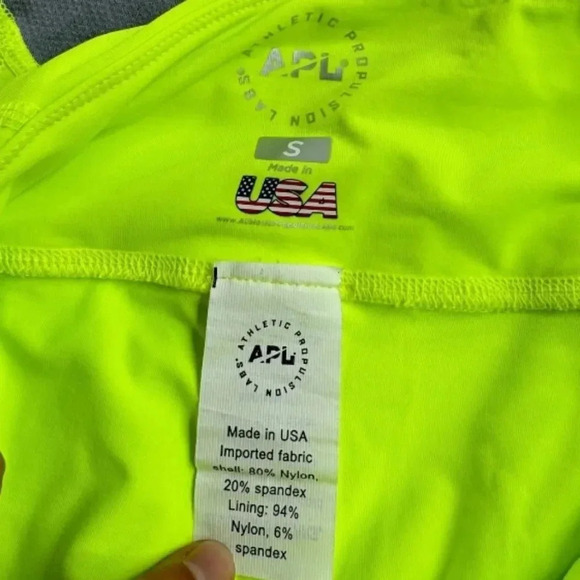 ATHLETIC PROPULSION LABS®
APL
S
Made in
USA
ATHLETIC PROPULSION LABS®
APL
Made in USA
Imported fabric
shell: 80% Nylon,
20% spandex
Lining: 94%
Nylon, 6%
spandex